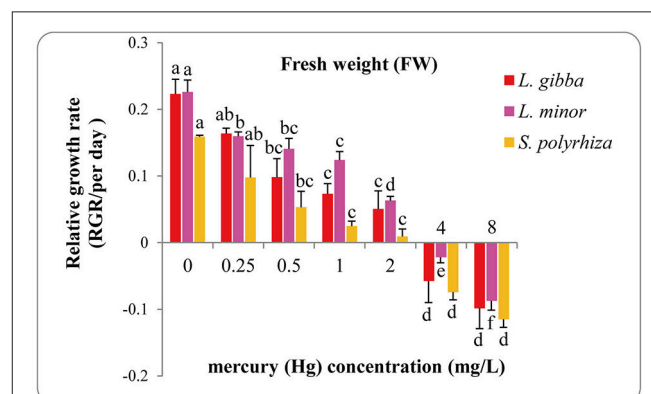 Fresh weight (FW)
L. gibba
L. minor
S. polyrhiza
Relative growth rate
(RGR/per day)
0.3
0.2
0.1
0
-0.1
-0.2
a a a
ab b ab
bc bc bc
c c c
c d c
d e d
d f d
0 0.25 0.5 1 2 4 8
mercury (Hg) concentration (mg/L)